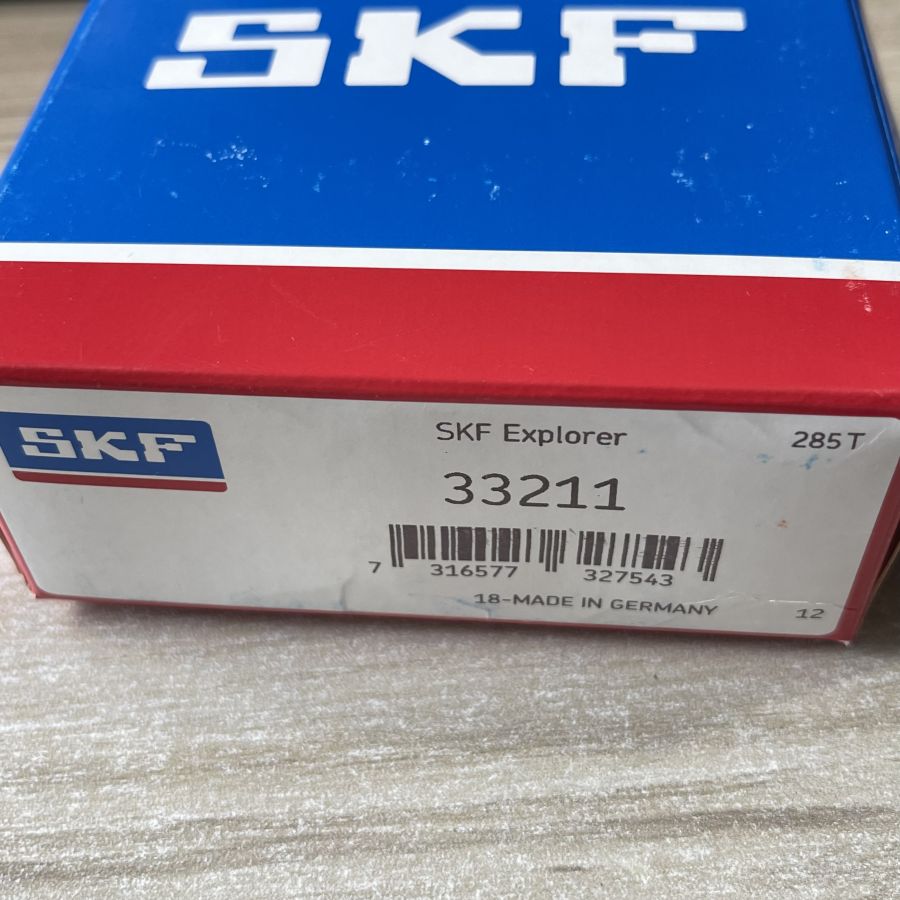 SKF
SKF
SKF Explorer
285T
33211
7 316577 327543
18-MADE IN GERMANY
12